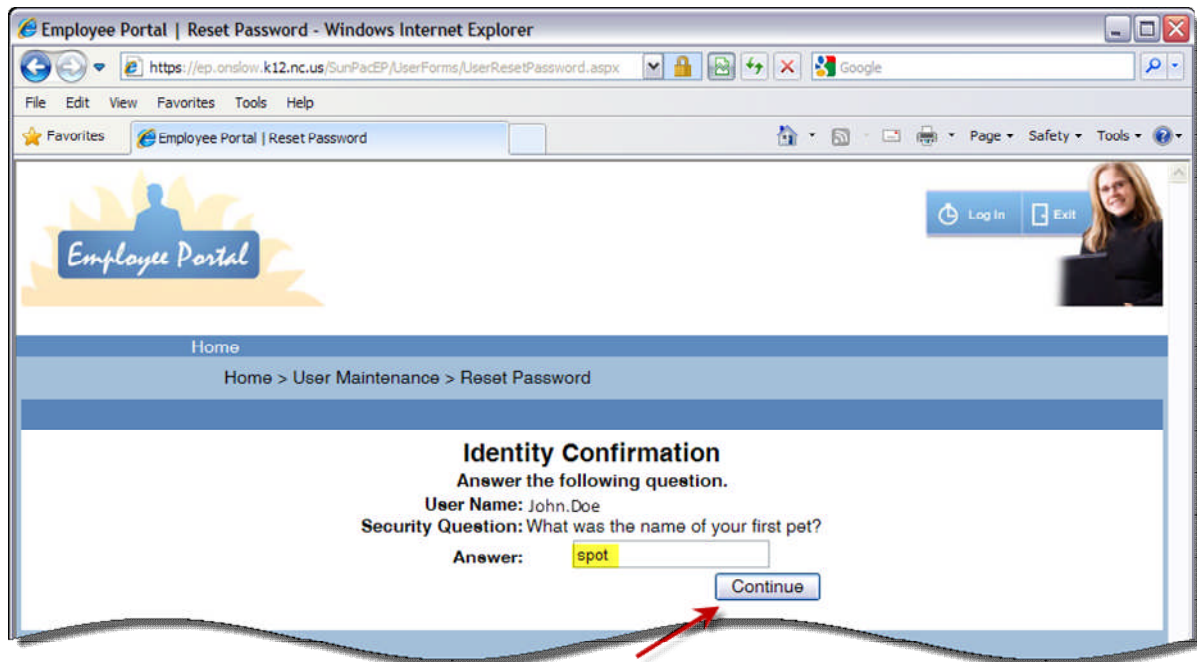 Employee Portal | Reset Password - Windows Internet Explorer
https://ep.onslow.k12.nc.us/SunPacEP/UserForms/UserResetPassword.aspx
Google
File Edit View Favorites Tools Help
Favorites
Employee Portal | Reset Password
Page
Safety
Tools
Employee Portal
Log In
Exit
Home
Home > User Maintenance > Reset Password
Identity Confirmation
Answer the following question.
User Name: John.Doe
Security Question: What was the name of your first pet?
Answer: spot
Continue